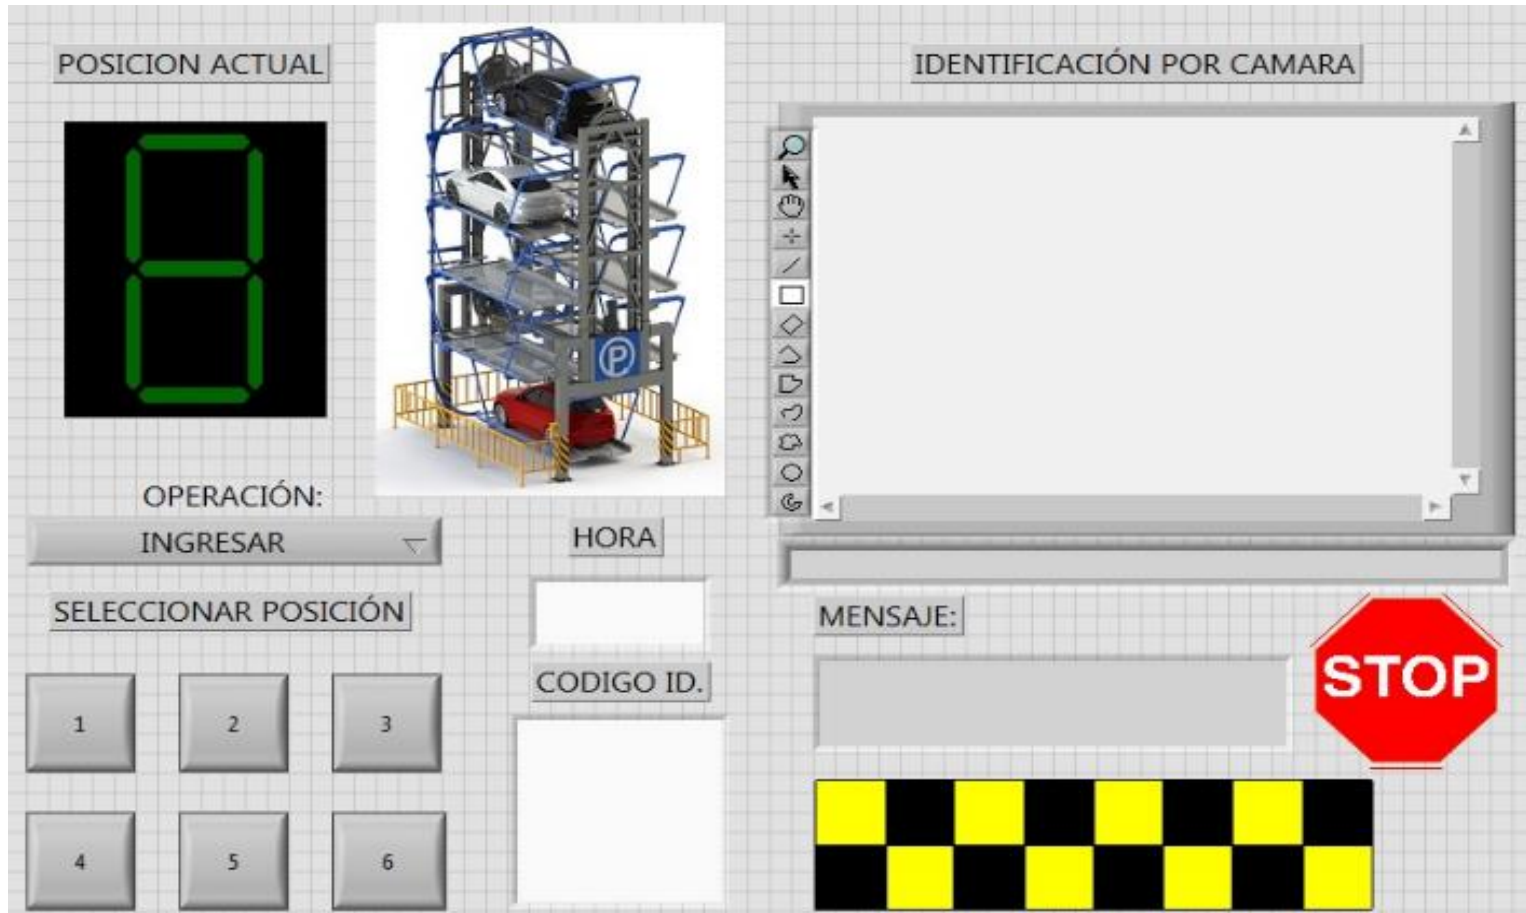 POSICION ACTUAL
IDENTIFICACIÓN POR CAMARA
P
OPERACIÓN:
INGRESAR
HORA
SELECCIONAR POSICIÓN
MENSAJE:
STOP
CODIGO ID.
1
2
3
4
5
6